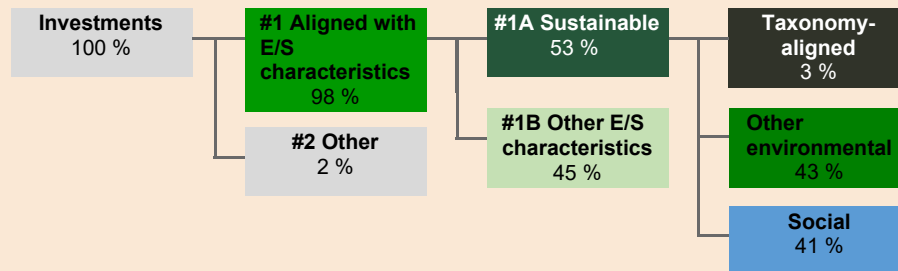 Investments
100 %
#1 Aligned with
E/S
characteristics
98 %
#2 Other
2 %
#1A Sustainable
53 %
#1B Other E/S
characteristics
45 %
Taxonomy-
aligned
3 %
Other
environmental
43 %
Social
41 %